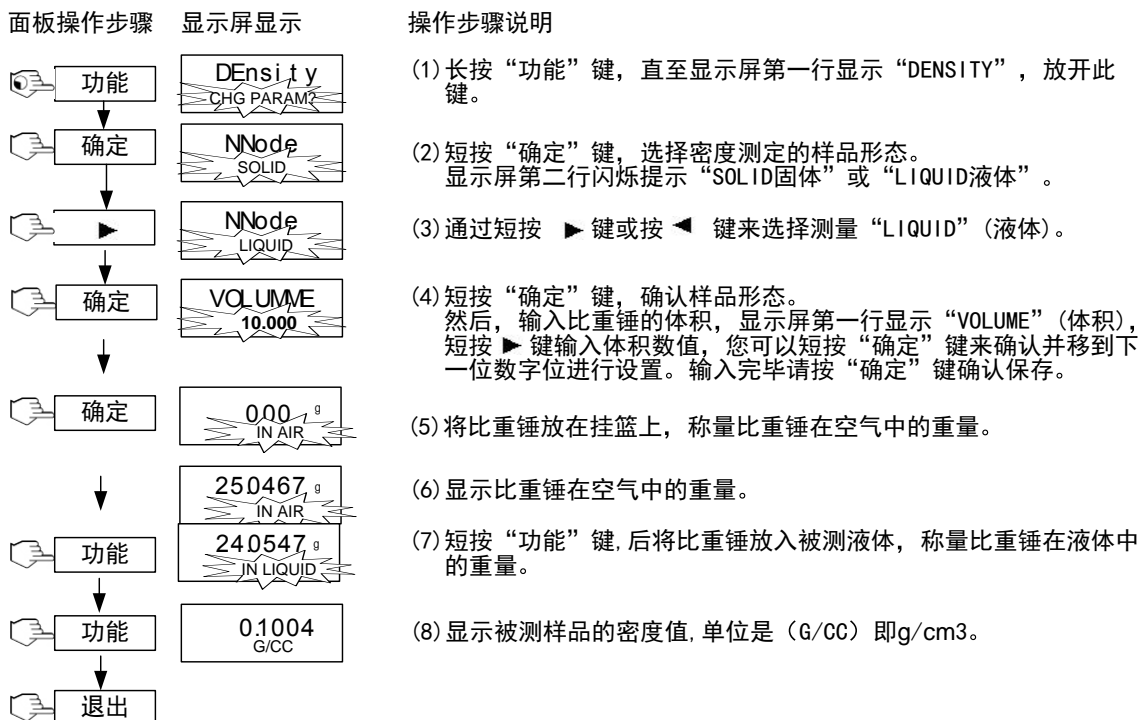 面板操作步骤 显示屏显示 操作步骤说明
功能
DEnsity
CHG PARAM?
(1)长按“功能”键，直至显示屏第一行显示“DENSITY”，放开此
键。
确定
NNode
SOLID
(2)短按“确定”键，选择密度测定的样品形态。
显示屏第二行闪烁提示“SOLID固体”或“LIQUID液体”。
▶
NNode
LIQUID
(3)通过短按 ▶ 键或按 ◀ 键来选择测量“LIQUID”(液体)。
确定
VOLUMME
10.000
(4)短按“确定”键，确认样品形态。
然后，输入比重锤的体积，显示屏第一行显示“VOLUME”(体积)，
短按 ▶ 键输入体积数值，您可以短按“确定”键来确认并移到下
一位数字位进行设置。输入完毕请按“确定”键确认保存。
确定
0.00 g
IN AIR
(5)将比重锤放在挂篮上，称量比重锤在空气中的重量。
25.0467 g
IN AIR
(6)显示比重锤在空气中的重量。
功能
24.0547 g
IN LIQUID
(7)短按“功能”键,后将比重锤放入被测液体，称量比重锤在液体中
的重量。
功能
0.1004
G/CC
(8)显示被测样品的密度值,单位是（G/CC）即g/cm3。
退出